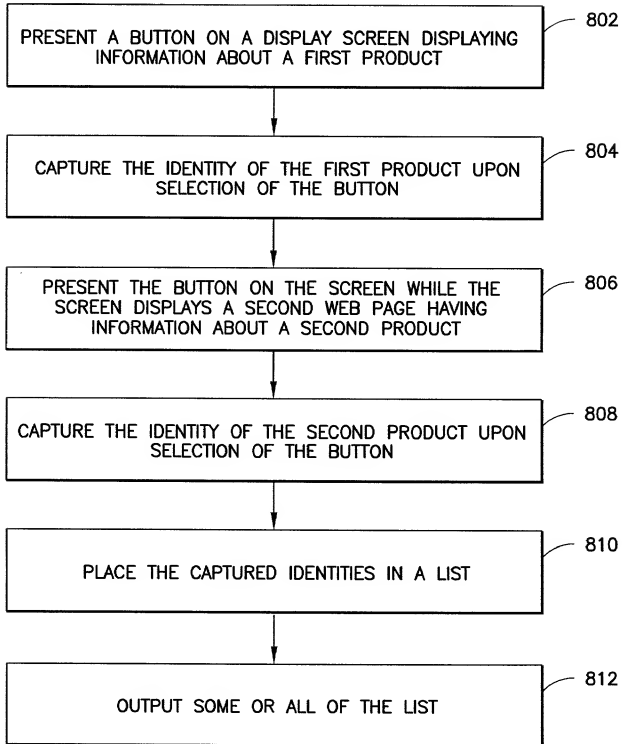 802
PRESENT A BUTTON ON A DISPLAY SCREEN DISPLAYING
INFORMATION ABOUT A FIRST PRODUCT
804
CAPTURE THE IDENTITY OF THE FIRST PRODUCT UPON
SELECTION OF THE BUTTON
806
PRESENT THE BUTTON ON THE SCREEN WHILE THE
SCREEN DISPLAYS A SECOND WEB PAGE HAVING
INFORMATION ABOUT A SECOND PRODUCT
808
CAPTURE THE IDENTITY OF THE SECOND PRODUCT UPON
SELECTION OF THE BUTTON
810
PLACE THE CAPTURED IDENTITIES IN A LIST
812
OUTPUT SOME OR ALL OF THE LIST